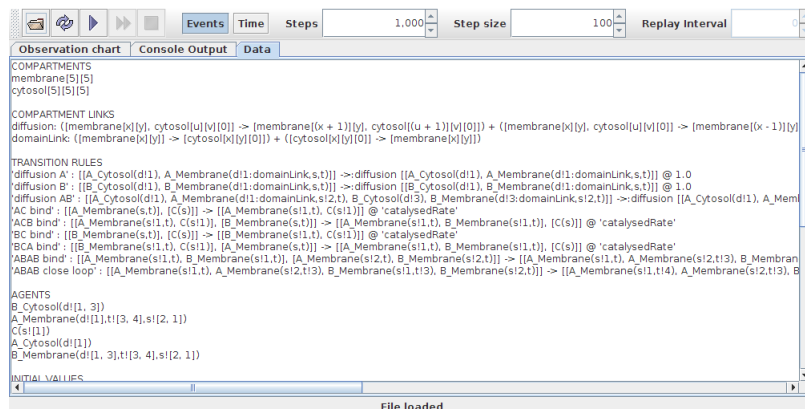 Events Time Steps 1,000 Step size 100 Replay Interval 0
Observation chart Console Output Data
COMPARTMENTS
membrane[5][5]
cytosol[5][5][5]
COMPARTMENT LINKS
diffusion: ([membrane[x][y], cytosol[u][v][0]] -> [membrane[(x + 1)][y], cytosol[(u + 1)][v][0]]) + ([membrane[x][y], cytosol[u][v][0]] -> [membrane[(x - 1)][y]
domainLink: ([membrane[x][y]] -> [cytosol[x][y][0]]) + ([cytosol[x][y][0]] -> [membrane[x][y]])
TRANSITION RULES
'diffusion A' : [[A_Cytosol(d!1), A_Membrane(d!1:domainLink,s,t)]] ->:diffusion [[A_Cytosol(d!1), A_Membrane(d!1:domainLink,s,t)]] @ 1.0
'diffusion B' : [[B_Cytosol(d!1), B_Membrane(d!1:domainLink,s,t)]] ->:diffusion [[B_Cytosol(d!1), B_Membrane(d!1:domainLink,s,t)]] @ 1.0
'diffusion AB' : [[A_Cytosol(d!1), A_Membrane(d!1:domainLink,s!2,t), B_Cytosol(d!3), B_Membrane(d!3:domainLink,s!2,t)]] ->:diffusion [[A_Cytosol(d!1), A_Meml
'AC bind' : [[A_Membrane(s,t)], [C(s)]] -> [[A_Membrane(s!1,t), C(s!1)]] @ 'catalysedRate'
'ACB bind' : [[A_Membrane(s!1,t), C(s!1)], [B_Membrane(s,t)]] -> [[A_Membrane(s!1,t), B_Membrane(s!1,t)], [C(s)]] @ 'catalysedRate'
'BC bind' : [[B_Membrane(s,t)], [C(s)]] -> [[B_Membrane(s!1,t), C(s!1)]] @ 'catalysedRate'
'BCA bind' : [[B_Membrane(s!1,t), C(s!1)], [A_Membrane(s,t)]] -> [[A_Membrane(s!1,t), B_Membrane(s!1,t)], [C(s)]] @ 'catalysedRate'
'ABAB bind' : [[A_Membrane(s!1,t), B_Membrane(s!1,t)], [A_Membrane(s!2,t), B_Membrane(s!2,t)]] -> [[A_Membrane(s!1,t), A_Membrane(s!2,t!3), B_Membran
'ABAB close loop' : [[A_Membrane(s!1,t), A_Membrane(s!2,t!3), B_Membrane(s!1,t!3), B_Membrane(s!2,t)]] -> [[A_Membrane(s!1,t!4), A_Membrane(s!2,t!3), B
AGENTS
B_Cytosol(d![1, 3])
A_Membrane(d![1],t![3, 4],s![2, 1])
C(s![1])
A_Cytosol(d![1])
B_Membrane(d![1, 3],t![3, 4],s![2, 1])
INITIAL VALUES
File loaded